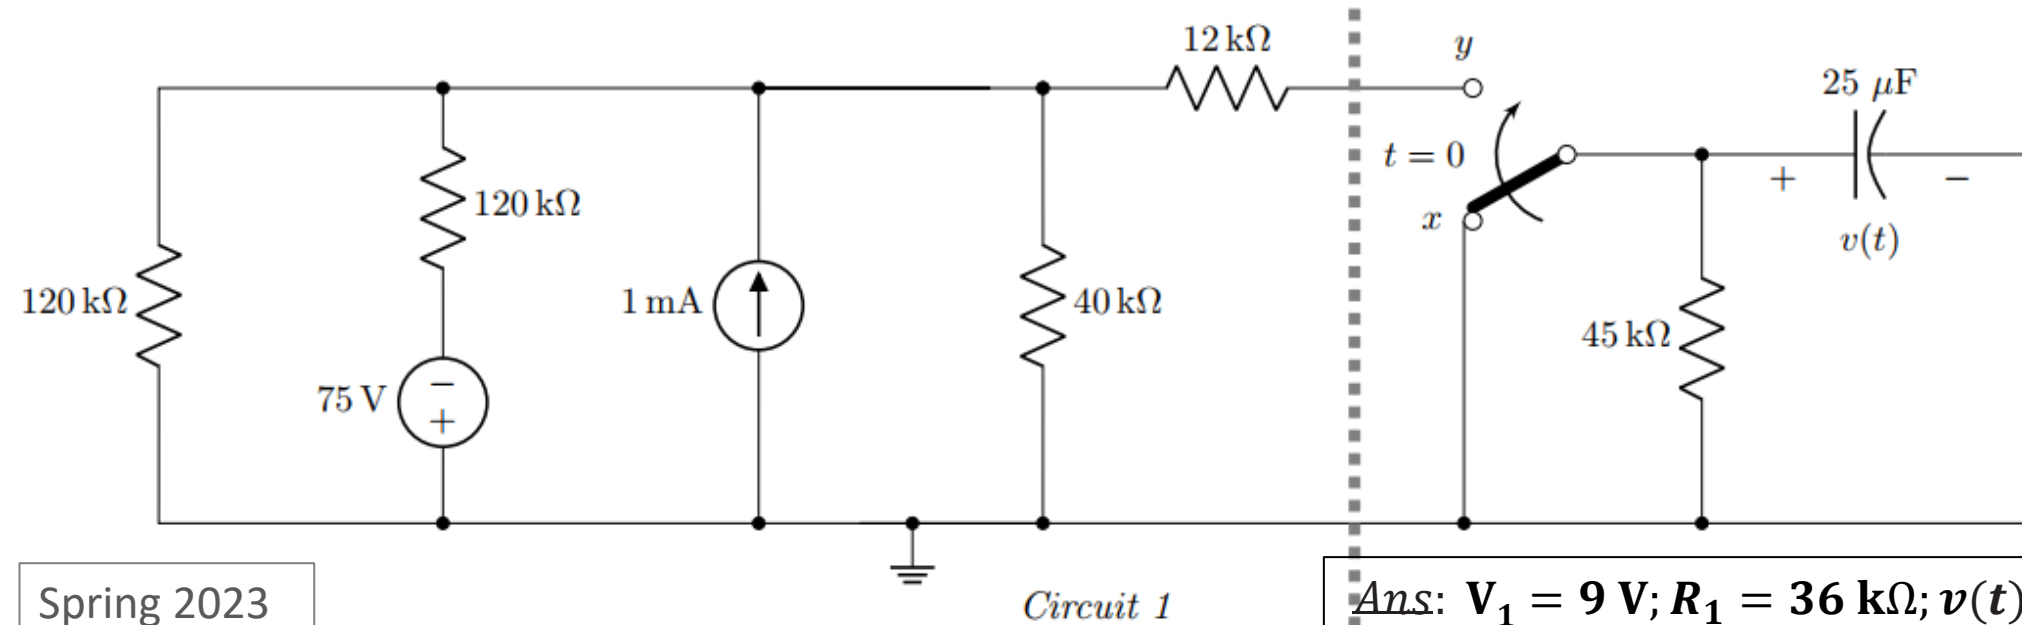 12 kΩ
y
25 μF
t = 0
+
−
120 kΩ
x
v(t)
120 kΩ
1 mA
40 kΩ
45 kΩ
75 V
−
+
Spring 2023
Circuit 1
Ans: V₁ = 9 V; R₁ = 36 kΩ; v(t)